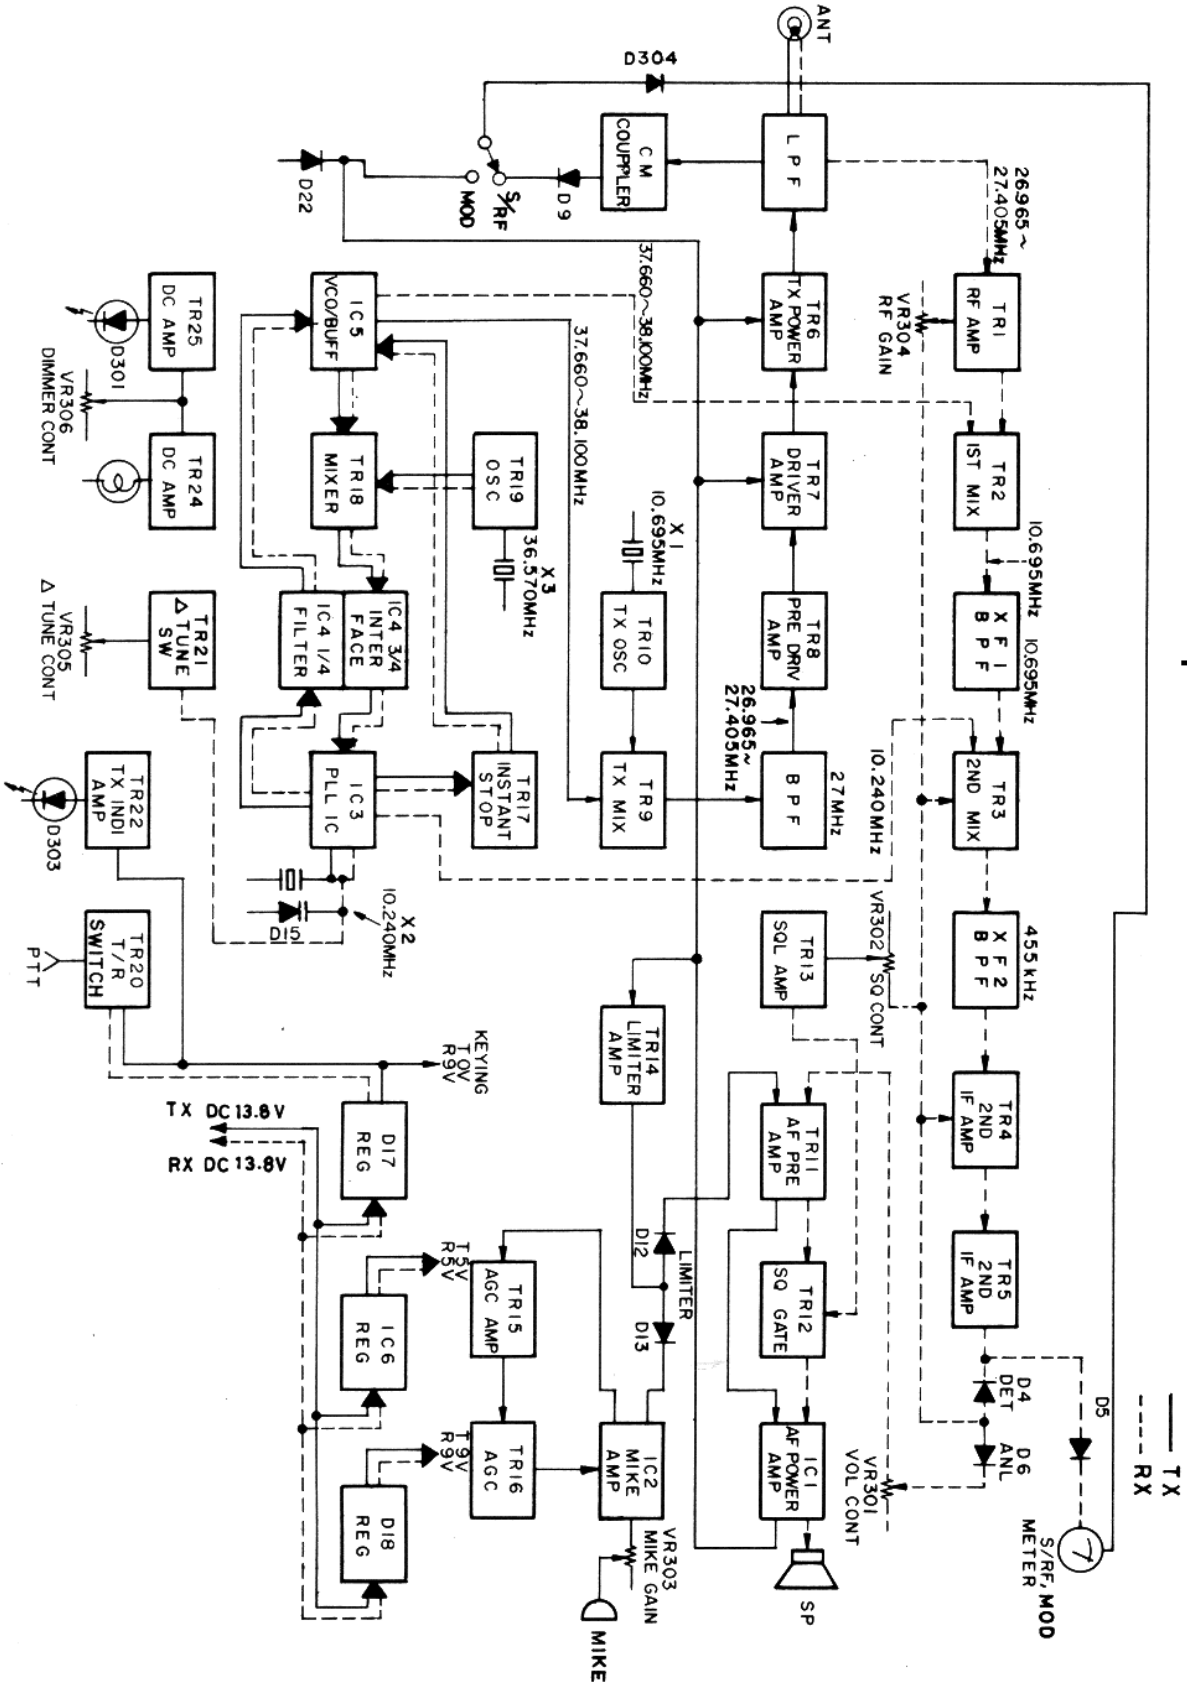 ANT
D304
LPF
CM
COUPPLER
D9
S/RF
MOD
D22
26.965~
27.405MHz
TR1
RF AMP
VR304
RF GAIN
TR2
IST MIX
10.695MHz
XF1
BPF
10.695MHz
TR3
2ND MIX
10.240MHz
455kHz
XF2
BPF
TR4
2ND
IF AMP
TR5
2ND
IF AMP
D4
DET
D6
ANL
D5
TX
RX
S/RF, MOD
METER
37.660~38.100MHz
TR6
TX POWER
AMP
TR7
DRIVER
AMP
TR8
PRE DRIV
AMP
26.965~
27.405MHz
27MHz
BPF
TR13
SQL AMP
VR302 SQ CONT
TR11
AF PRE
AMP
TR12
SQ GATE
IC1
AF POWER
AMP
VR301
VOL CONT
SP
37.660~38.100MHz
X1
10.695MHz
TR10
TX OSC
TR9
TX MIX
TR14
LIMITER
AMP
D12
LIMITER
D13
IC2
MIKE
AMP
VR303
MIKE GAIN
MIKE
TR19
OSC
X3
36.570MHz
TR17
INSTANT
STOP
TR15
AGC AMP
TR16
AGC
IC5
VCO/BUFF
TR18
MIXER
IC4 3/4
INTER
FACE
IC4 1/4
FILTER
IC3
PLL IC
X2
10.240MHz
D15
KEYING
T 0V
R9V
TX DC 13.8V
RX DC 13.8V
D17
REG
T5V
R5V
IC6
REG
T9V
R9V
D18
REG
TR25
DC AMP
D301
VR306
DIMMER CONT
TR24
DC AMP
TR21
Δ TUNE
SW
VR305
Δ TUNE CONT
TR22
TX INDI
AMP
D303
TR20
T/R
SWITCH
PTT